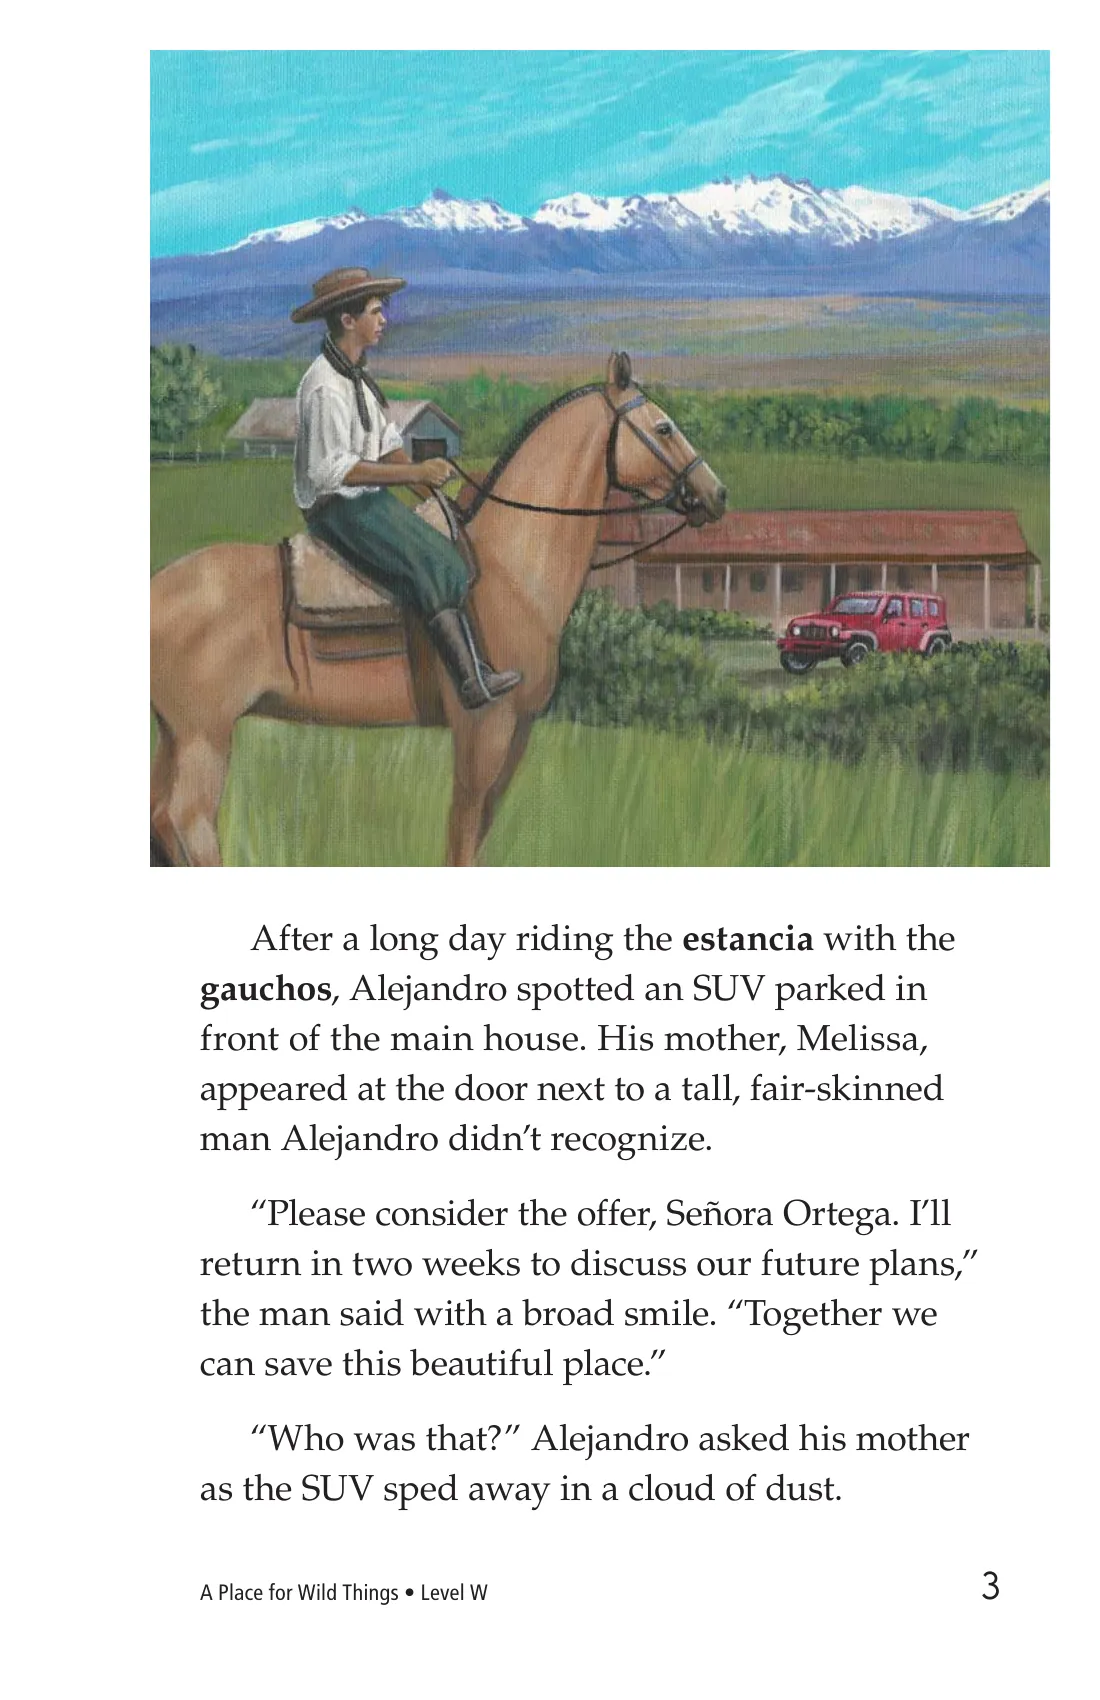 After a long day riding the estancia with the
gauchos, Alejandro spotted an SUV parked in
front of the main house. His mother, Melissa,
appeared at the door next to a tall, fair-skinned
man Alejandro didn’t recognize.
“Please consider the offer, Señora Ortega. I’ll
return in two weeks to discuss our future plans,”
the man said with a broad smile. “Together we
can save this beautiful place.”
“Who was that?” Alejandro asked his mother
as the SUV sped away in a cloud of dust.
A Place for Wild Things • Level W
3